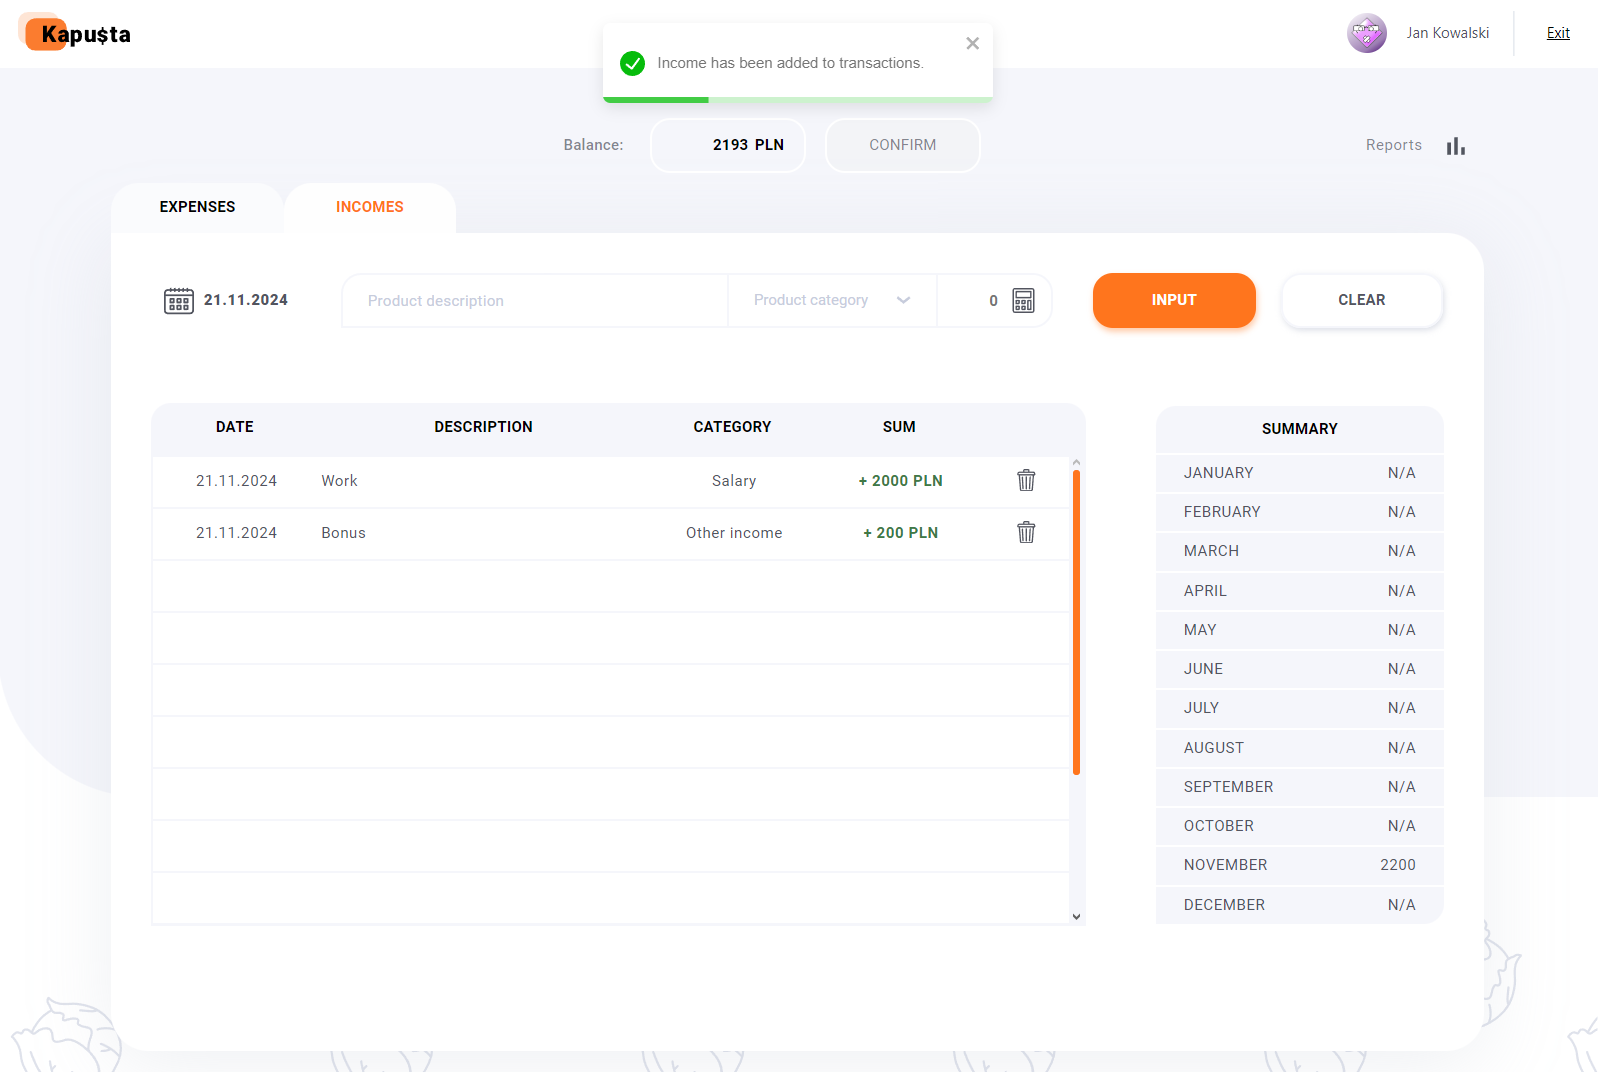 Kapu$ta
Income has been added to transactions.
Jan Kowalski
Exit
Balance:
2193 PLN
CONFIRM
Reports
EXPENSES
INCOMES
21.11.2024
Product description
Product category
0
INPUT
CLEAR
DATE DESCRIPTION CATEGORY SUM
21.11.2024 Work Salary + 2000 PLN
21.11.2024 Bonus Other income + 200 PLN
SUMMARY
JANUARY N/A
FEBRUARY N/A
MARCH N/A
APRIL N/A
MAY N/A
JUNE N/A
JULY N/A
AUGUST N/A
SEPTEMBER N/A
OCTOBER N/A
NOVEMBER 2200
DECEMBER N/A